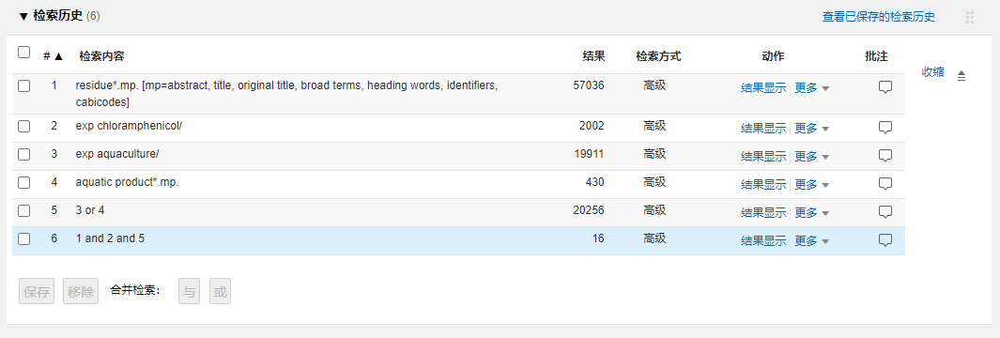 ▼ 检索历史 (6) 查看已保存的检索历史
# ▲ 检索内容 结果 检索方式 动作 批注
收缩
1 residue*.mp. [mp=abstract, title, original title, broad terms, heading words, identifiers, 57036 高级 结果显示 更多
cabicodes]
2 exp chloramphenicol/ 2002 高级 结果显示 更多
3 exp aquaculture/ 19911 高级 结果显示 更多
4 aquatic product*.mp. 430 高级 结果显示 更多
5 3 or 4 20256 高级 结果显示 更多
6 1 and 2 and 5 16 高级 结果显示 更多
保存 移除 合并检索： 与 或